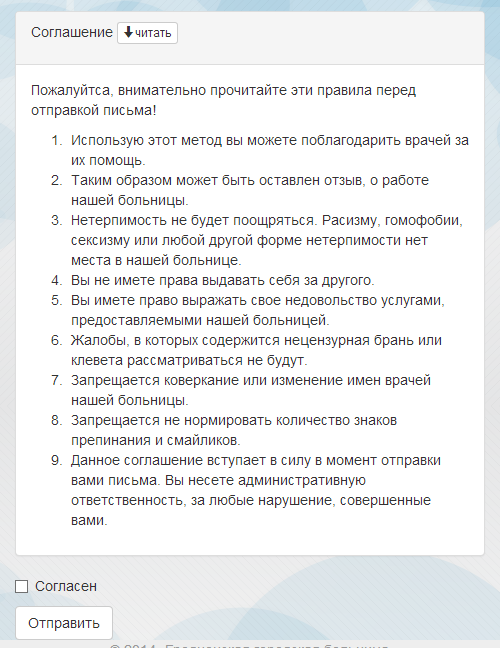 Соглашение читать
Пожалуйтса, внимательно прочитайте эти правила перед
отправкой письма!
1. Использую этот метод вы можете поблагодарить врачей за
их помощь.
2. Таким образом может быть оставлен отзыв, о работе
нашей больницы.
3. Нетерпимость не будет поощряться. Расизму, гомофобии,
сексизму или любой другой форме нетерпимости нет
места в нашей больнице.
4. Вы не имете права выдавать себя за другого.
5. Вы имете право выражать свое недовольство услугами,
предоставляемыми нашей больницей.
6. Жалобы, в которых содержится нецензурная брань или
клевета рассматриваться не будут.
7. Запрещается коверкание или изменение имен врачей
нашей больницы.
8. Запрещается не нормировать количество знаков
препинания и смайликов.
9. Данное соглашение вступает в силу в момент отправки
вами письма. Вы несете административную
ответственность, за любые нарушение, совершенные
вами.
Согласен
Отправить
© 2014